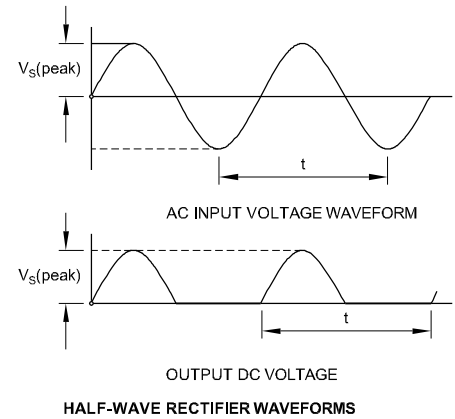 V_S(peak)
t
AC INPUT VOLTAGE WAVEFORM
V_S(peak)
t
OUTPUT DC VOLTAGE
HALF-WAVE RECTIFIER WAVEFORMS